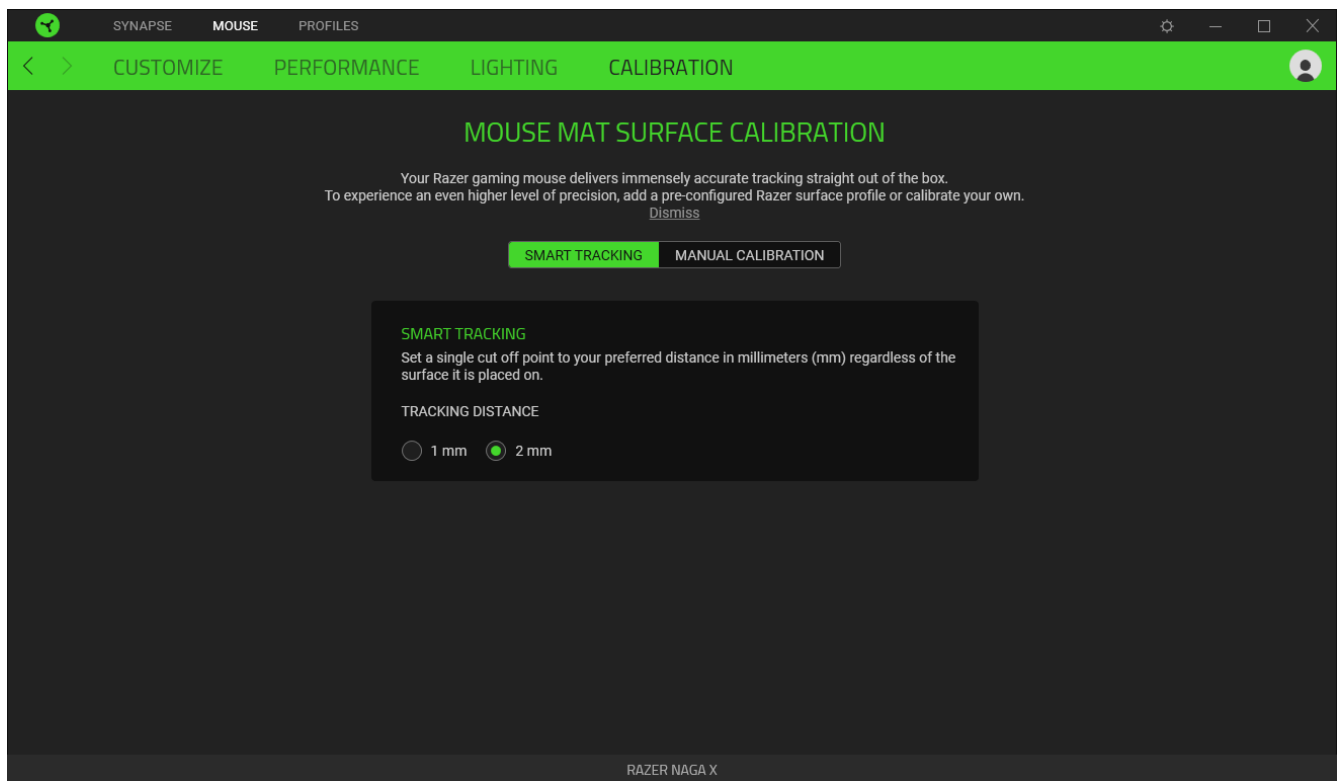 SYNAPSE MOUSE PROFILES
CUSTOMIZE PERFORMANCE LIGHTING CALIBRATION
MOUSE MAT SURFACE CALIBRATION
Your Razer gaming mouse delivers immensely accurate tracking straight out of the box.
To experience an even higher level of precision, add a pre-configured Razer surface profile or calibrate your own.
Dismiss
SMART TRACKING MANUAL CALIBRATION
SMART TRACKING
Set a single cut off point to your preferred distance in millimeters (mm) regardless of the
surface it is placed on.
TRACKING DISTANCE
1 mm 2 mm
RAZER NAGA X